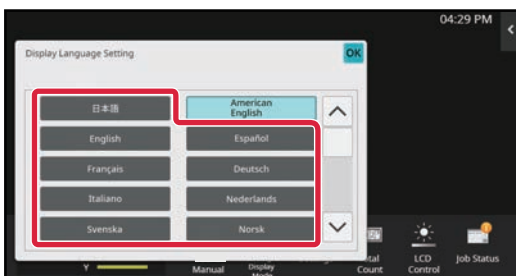 04:29 PM
Display Language Setting
OK
日本語
American
English
English
Español
Français
Deutsch
Italiano
Nederlands
Svenska
Norsk
Y
Manual
Display
Mode
Count
LCD
Control
Job Status